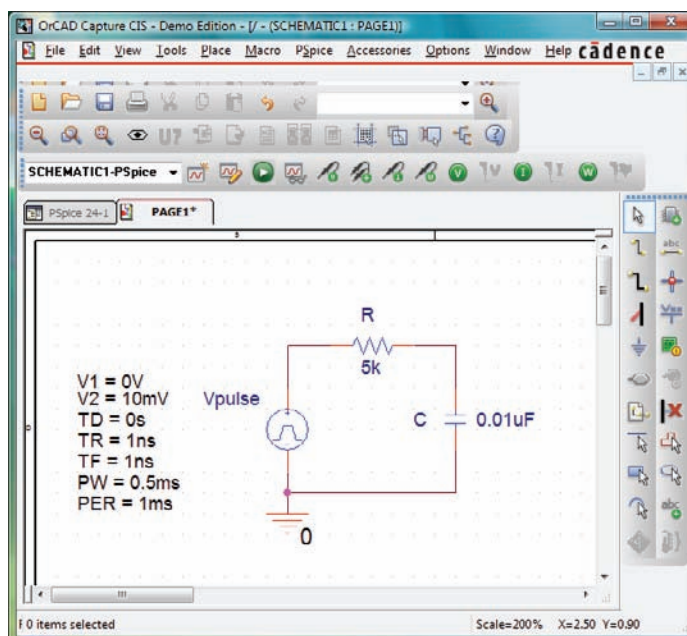 OrCAD Capture CIS - Demo Edition - [/ - (SCHEMATIC1 : PAGE1)]
File Edit View Tools Place Macro PSpice Accessories Options Window Help cādence
U?
SCHEMATIC1-PSpice
V V I I W
PSpice 24-1 PAGE1*
abc
R
5k
V1 = 0V
V2 = 10mV
TD = 0s
TR = 1ns
TF = 1ns
PW = 0.5ms
PER = 1ms
Vpulse
C 0.01uF
0
abc
0 items selected Scale=200% X=2.50 Y=0.90